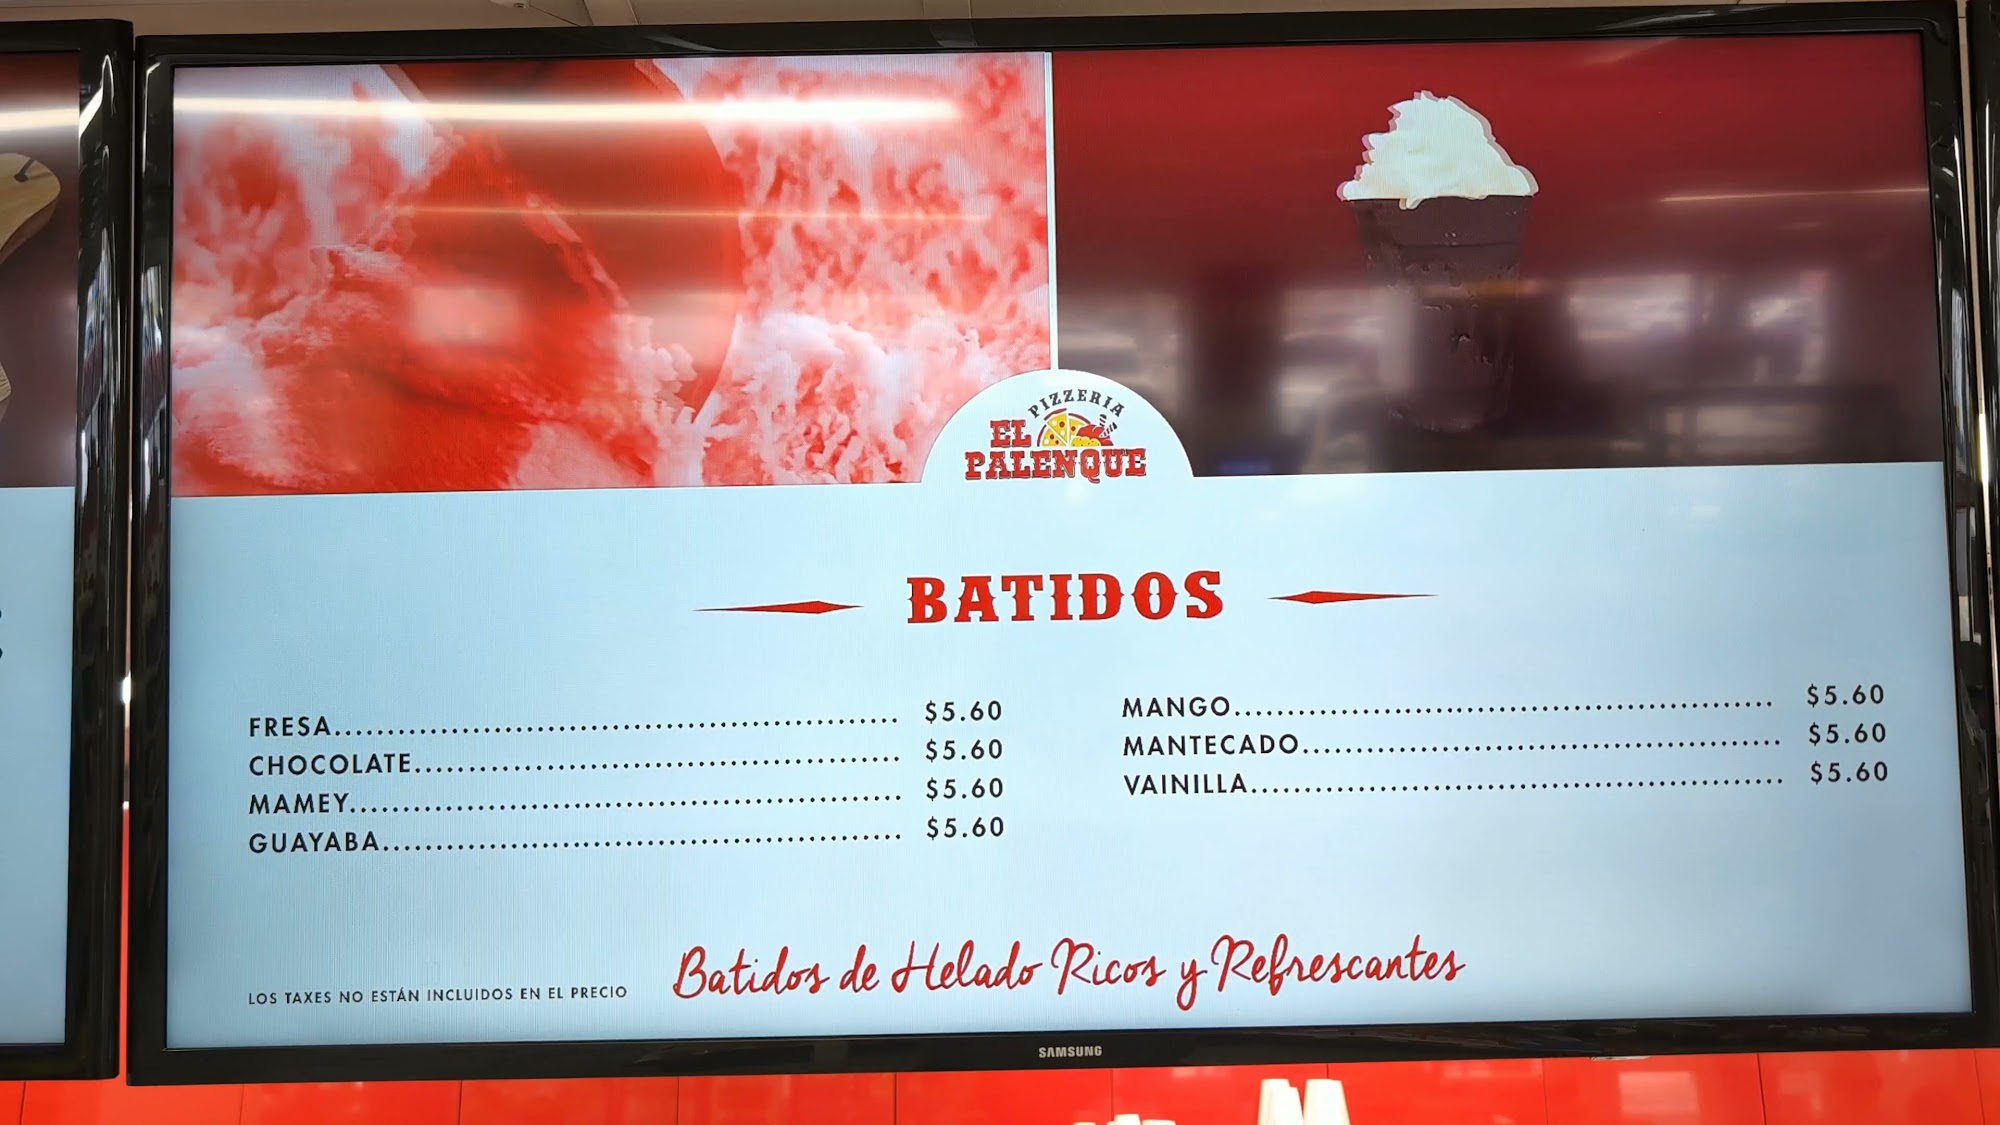 PIZZERIA
EL
PALENQUE
BATIDOS
FRESA................................................ $5.60
CHOCOLATE................................................ $5.60
MAMEY................................................ $5.60
GUAYABA................................................ $5.60
MANGO................................................ $5.60
MANTECADO................................................ $5.60
VAINILLA................................................ $5.60
Batidos de Helado Ricos y Refrescantes
LOS TAXES NO ESTÁN INCLUIDOS EN EL PRECIO
SAMSUNG